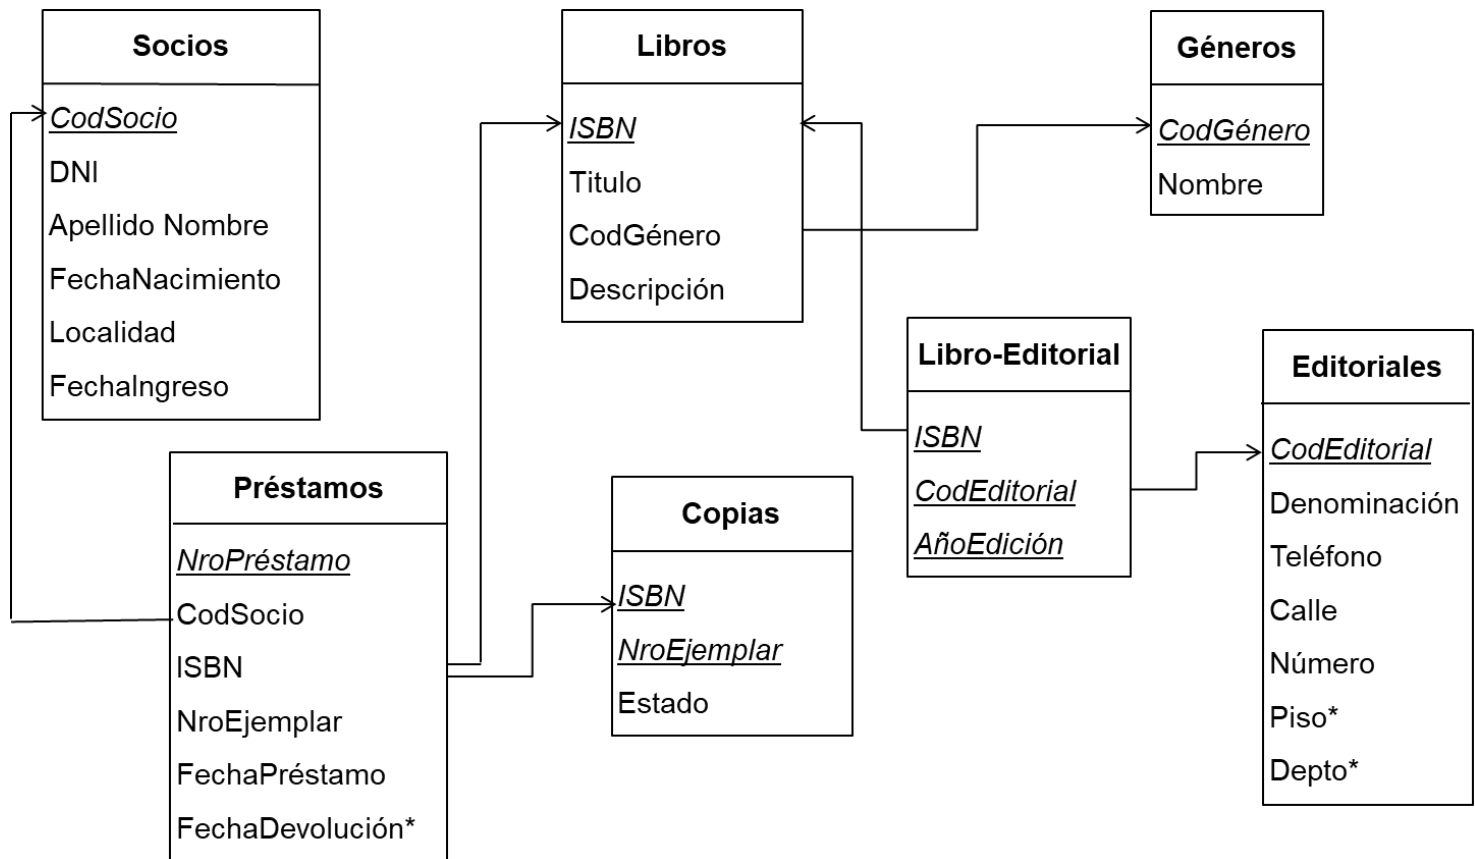 Socios
CodSocio
DNI
Apellido Nombre
FechaNacimiento
Localidad
FechaIngreso
Libros
ISBN
Titulo
CodGénero
Descripción
Géneros
CodGénero
Nombre
Préstamos
NroPréstamo
CodSocio
ISBN
NroEjemplar
FechaPréstamo
FechaDevolución*
Copias
ISBN
NroEjemplar
Estado
Libro-Editorial
ISBN
CodEditorial
AñoEdición
Editoriales
CodEditorial
Denominación
Teléfono
Calle
Número
Piso*
Depto*